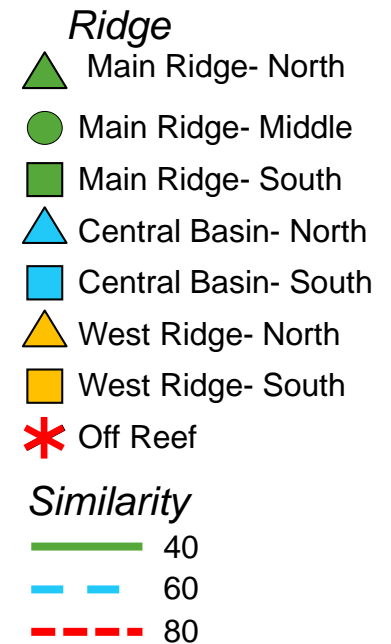 Ridge
Main Ridge- North
Main Ridge- Middle
Main Ridge- South
Central Basin- North
Central Basin- South
West Ridge- North
West Ridge- South
Off Reef
Similarity
40
60
80